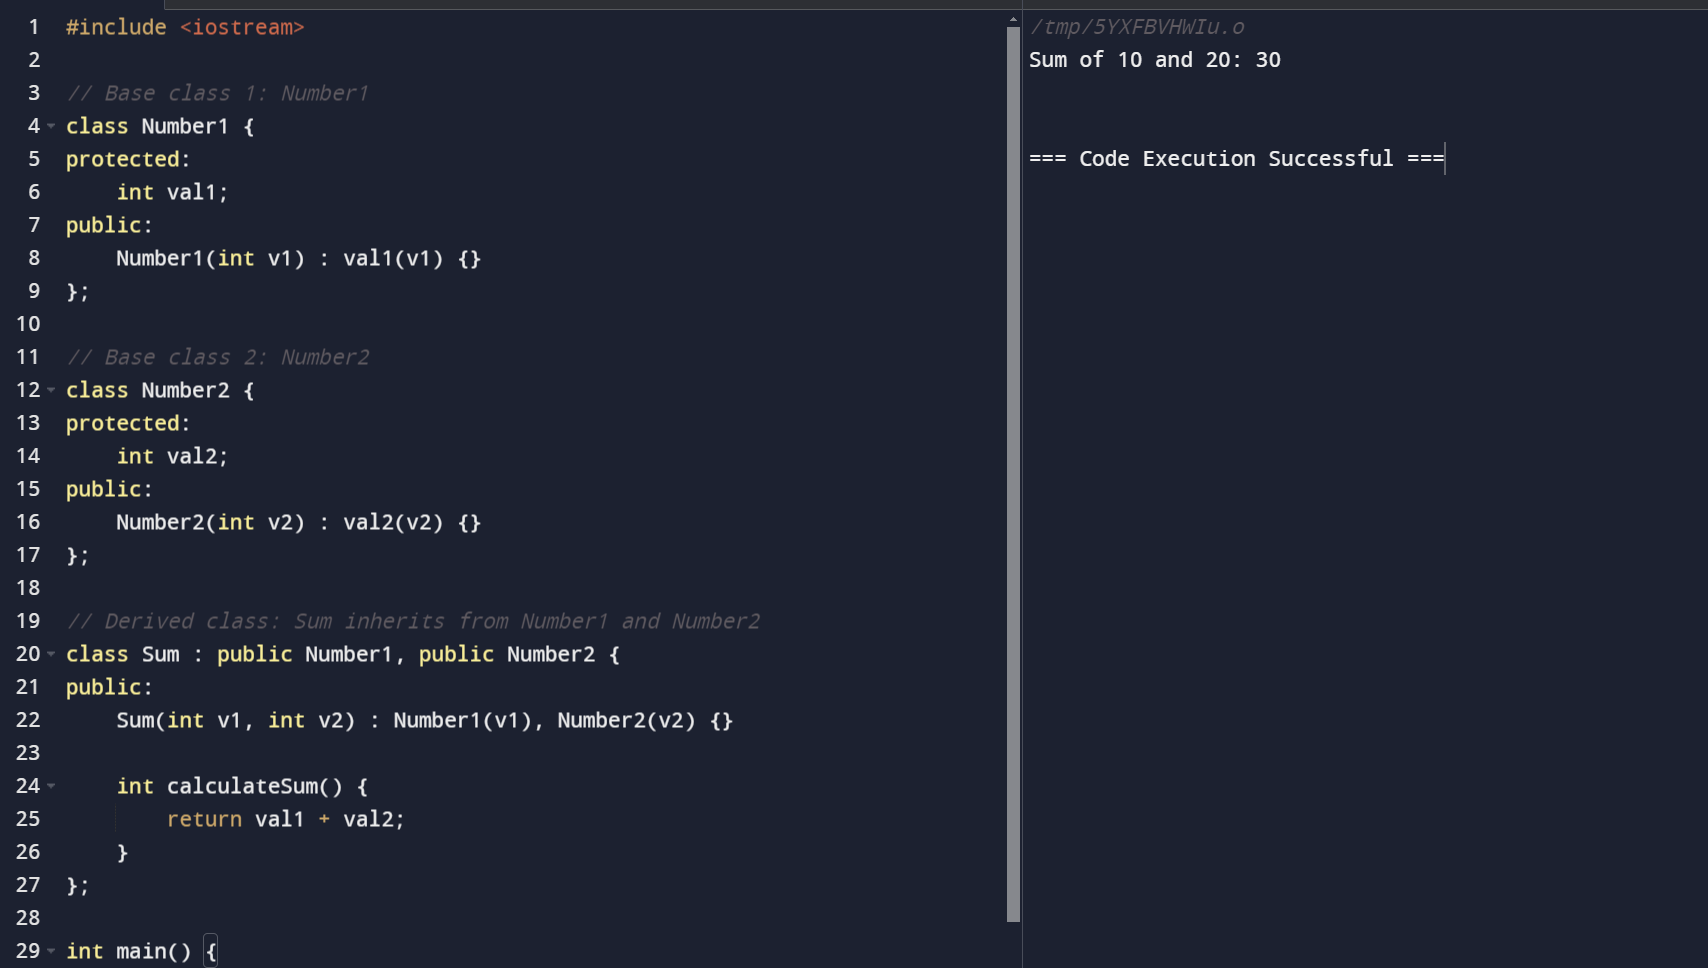 1 #include <iostream>
2
3 // Base class 1: Number1
4 class Number1 {
5 protected:
6     int val1;
7 public:
8     Number1(int v1) : val1(v1) {}
9 };
10
11 // Base class 2: Number2
12 class Number2 {
13 protected:
14     int val2;
15 public:
16     Number2(int v2) : val2(v2) {}
17 };
18
19 // Derived class: Sum inherits from Number1 and Number2
20 class Sum : public Number1, public Number2 {
21 public:
22     Sum(int v1, int v2) : Number1(v1), Number2(v2) {}
23
24     int calculateSum() {
25         return val1 + val2;
26     }
27 };
28
29 int main() {
/tmp/5YXFBVHWIu.o
Sum of 10 and 20: 30
=== Code Execution Successful ===